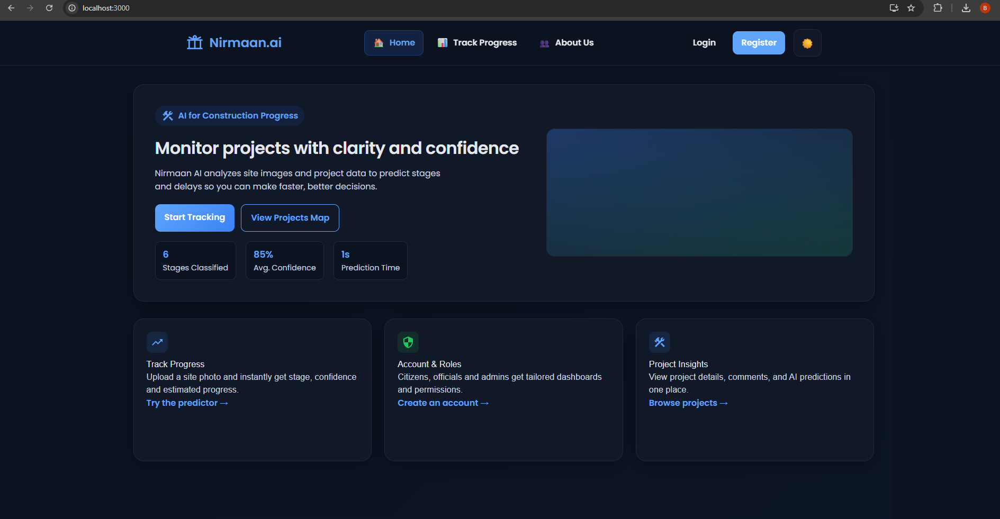 localhost:3000
B
Nirmaan.ai
Home
Track Progress
About Us
Login
Register
AI for Construction Progress
Monitor projects with clarity and confidence
Nirmaan AI analyzes site images and project data to predict stages
and delays so you can make faster, better decisions.
Start Tracking
View Projects Map
6
Stages Classified
85%
Avg. Confidence
1s
Prediction Time
Track Progress
Upload a site photo and instantly get stage, confidence
and estimated progress.
Try the predictor →
Account & Roles
Citizens, officials and admins get tailored dashboards
and permissions.
Create an account →
Project Insights
View project details, comments, and AI predictions in
one place.
Browse projects →